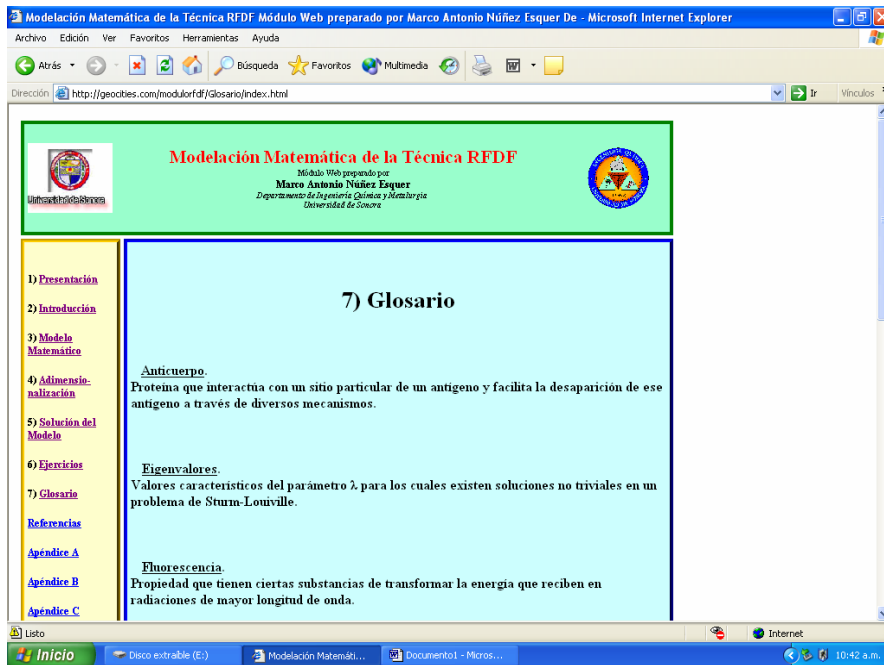 Modelación Matemática de la Técnica RFDF Módulo Web preparado por Marco Antonio Núñez Esquer De - Microsoft Internet Explorer
Archivo Edición Ver Favoritos Herramientas Ayuda
Atrás Búsqueda Favoritos Multimedia
Dirección http://geocities.com/modulorfdf/Glosario/index.html Ir Vínculos
Modelación Matemática de la Técnica RFDF
Módulo Web preparado por
Marco Antonio Núñez Esquer
Departamento de Ingeniería Química y Metalurgia
Universidad de Sonora
Universidad de Sonora
1) Presentación
2) Introducción
3) Modelo
Matemático
4) Adimensio-
nalización
5) Solución del
Modelo
6) Ejercicios
7) Glosario
Referencias
Apéndice A
Apéndice B
Apéndice C
7) Glosario
Anticuerpo.
Proteína que interactúa con un sitio particular de un antígeno y facilita la desaparición de ese
antígeno a través de diversos mecanismos.
Eigenvalores.
Valores característicos del parámetro λ para los cuales existen soluciones no triviales en un
problema de Sturm-Louiville.
Fluorescencia.
Propiedad que tienen ciertas substancias de transformar la energía que reciben en
radiaciones de mayor longitud de onda.
Listo Internet
Inicio Disco extraíble (E:) Modelación Matemáti... Documento1 - Micros... 10:42 a.m.